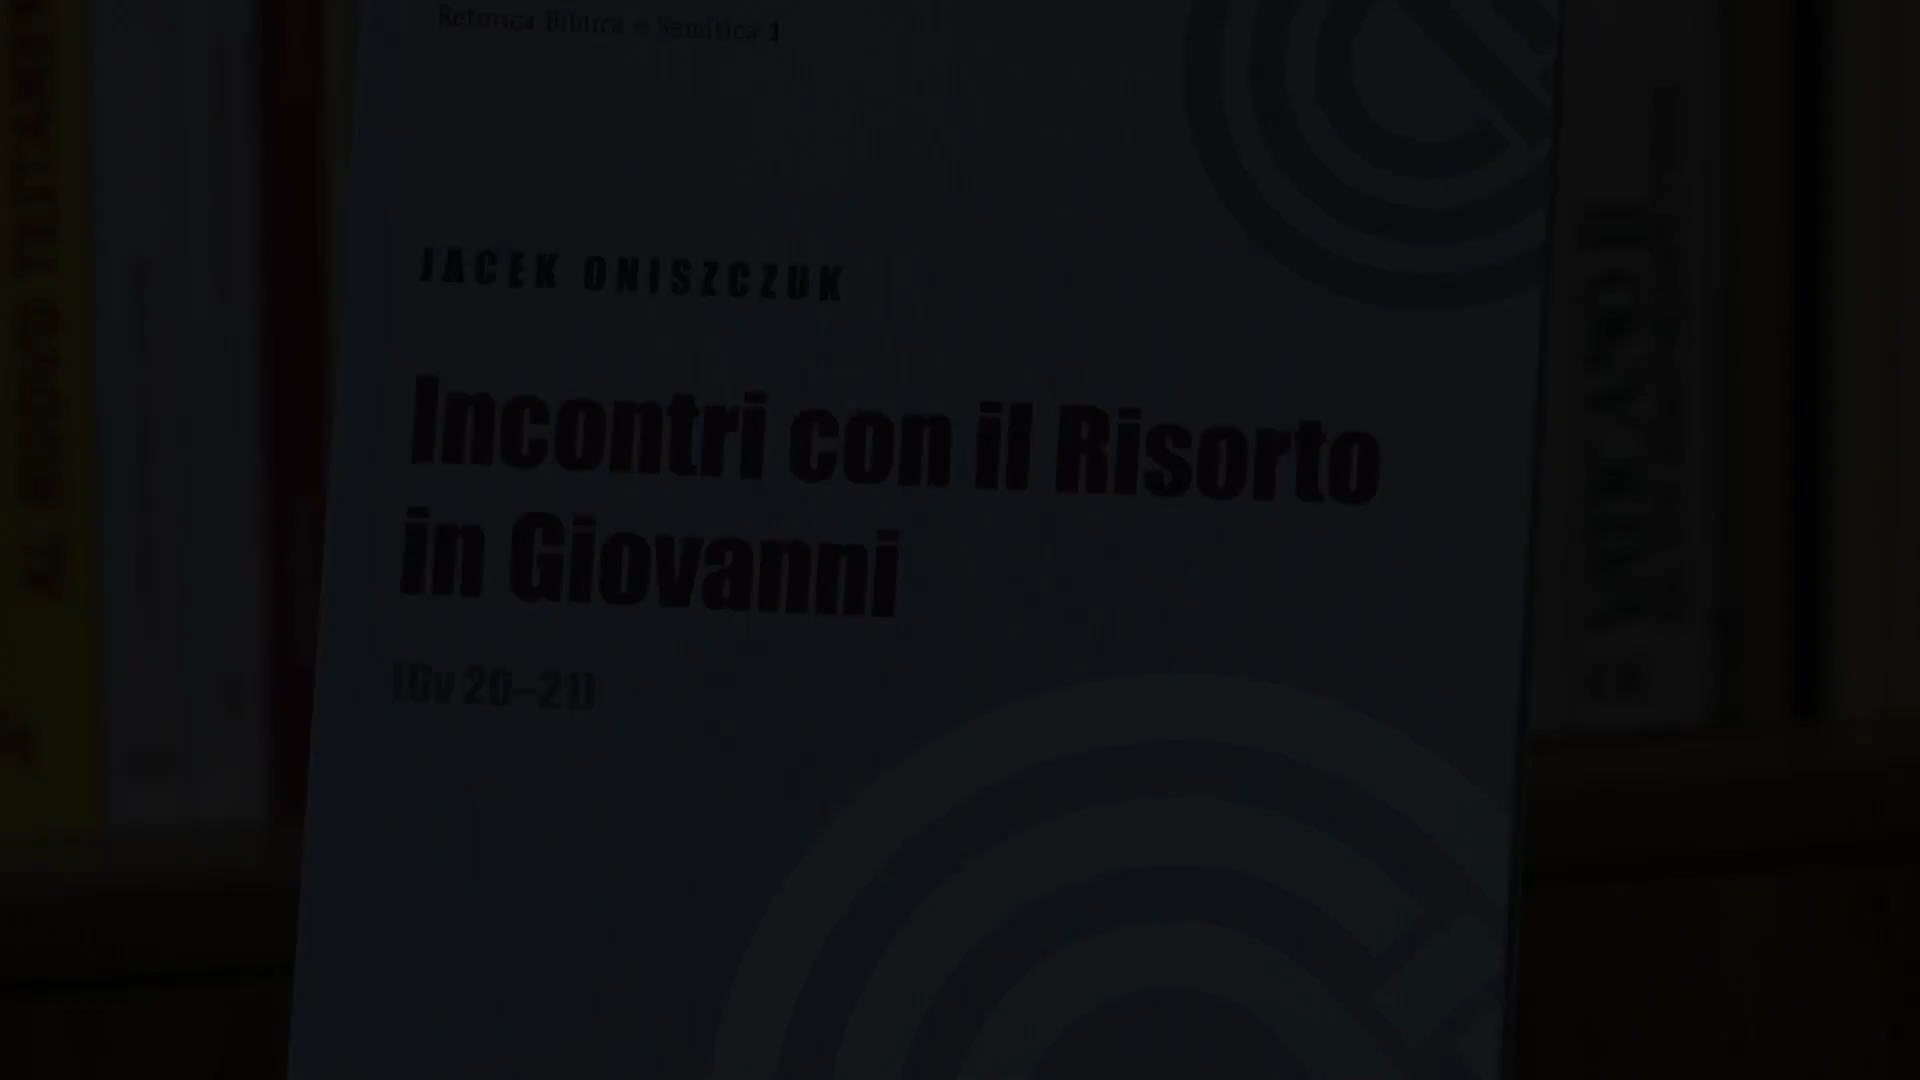 Retorica Biblica e Semitica 1
JACEK ONISZCZUK
Incontri con il Risorto
in Giovanni
(Gv 20–21)